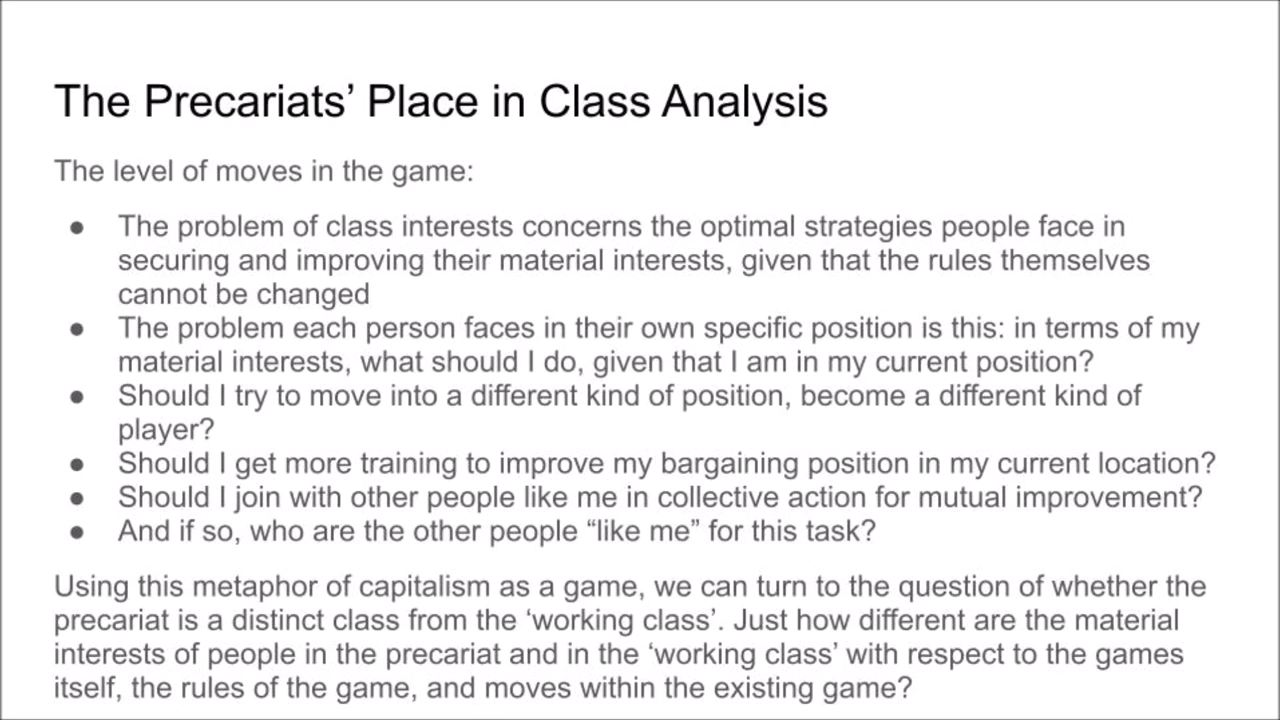 The Precariats’ Place in Class Analysis
The level of moves in the game:
● The problem of class interests concerns the optimal strategies people face in
securing and improving their material interests, given that the rules themselves
cannot be changed
● The problem each person faces in their own specific position is this: in terms of my
material interests, what should I do, given that I am in my current position?
● Should I try to move into a different kind of position, become a different kind of
player?
● Should I get more training to improve my bargaining position in my current location?
● Should I join with other people like me in collective action for mutual improvement?
● And if so, who are the other people “like me” for this task?
Using this metaphor of capitalism as a game, we can turn to the question of whether the
precariat is a distinct class from the ‘working class’. Just how different are the material
interests of people in the precariat and in the ‘working class’ with respect to the games
itself, the rules of the game, and moves within the existing game?